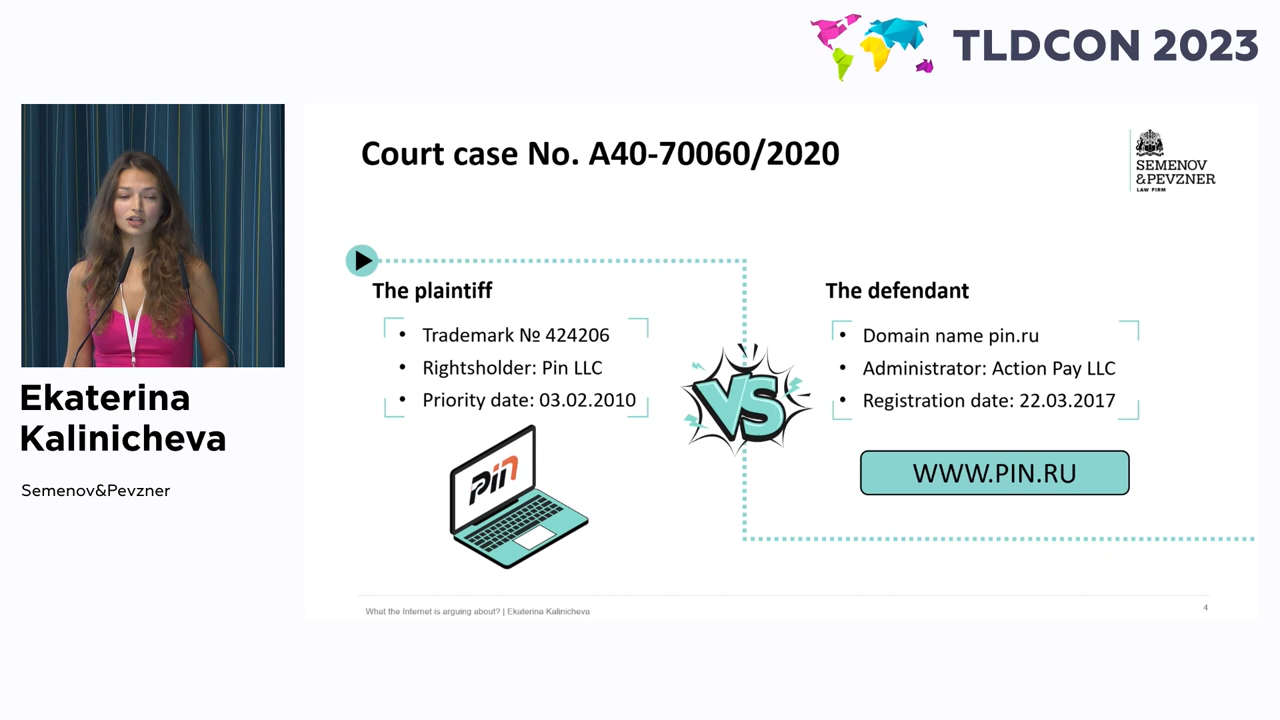 TLDCON 2023
Court case No. A40-70060/2020
SEMENOV
&PEVZNER
LAW FIRM
The plaintiff
• Trademark № 424206
• Rightsholder: Pin LLC
• Priority date: 03.02.2010
Pin
VS
The defendant
• Domain name pin.ru
• Administrator: Action Pay LLC
• Registration date: 22.03.2017
WWW.PIN.RU
What the Internet is arguing about? | Ekaterina Kalinicheva
4
Ekaterina
Kalinicheva
Semenov&Pevzner